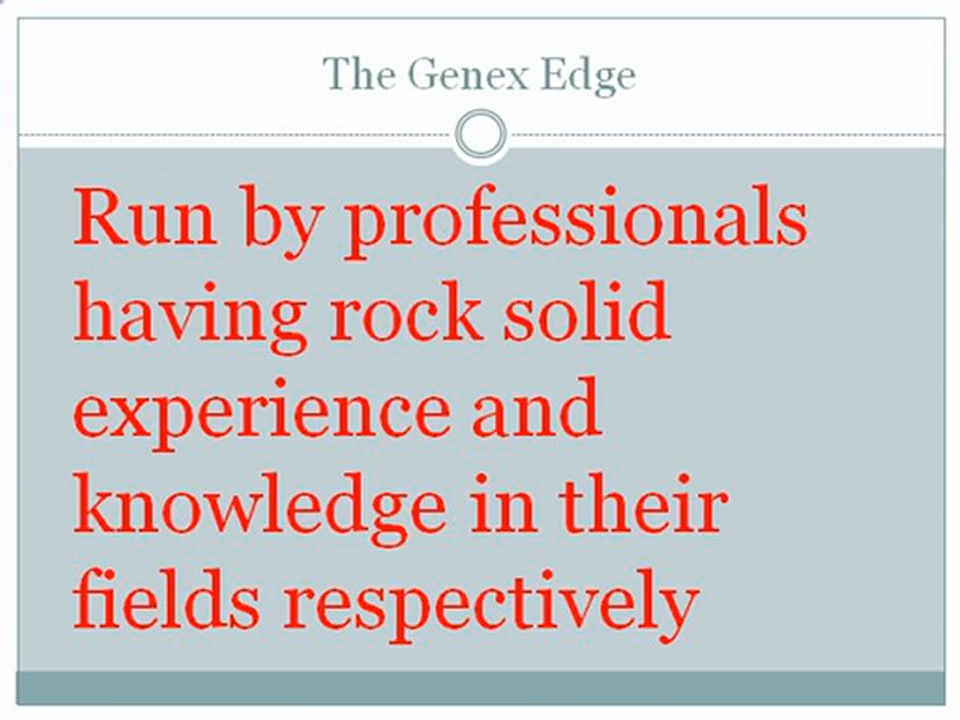 The Genex Edge
Run by professionals
having rock solid
experience and
knowledge in their
fields respectively